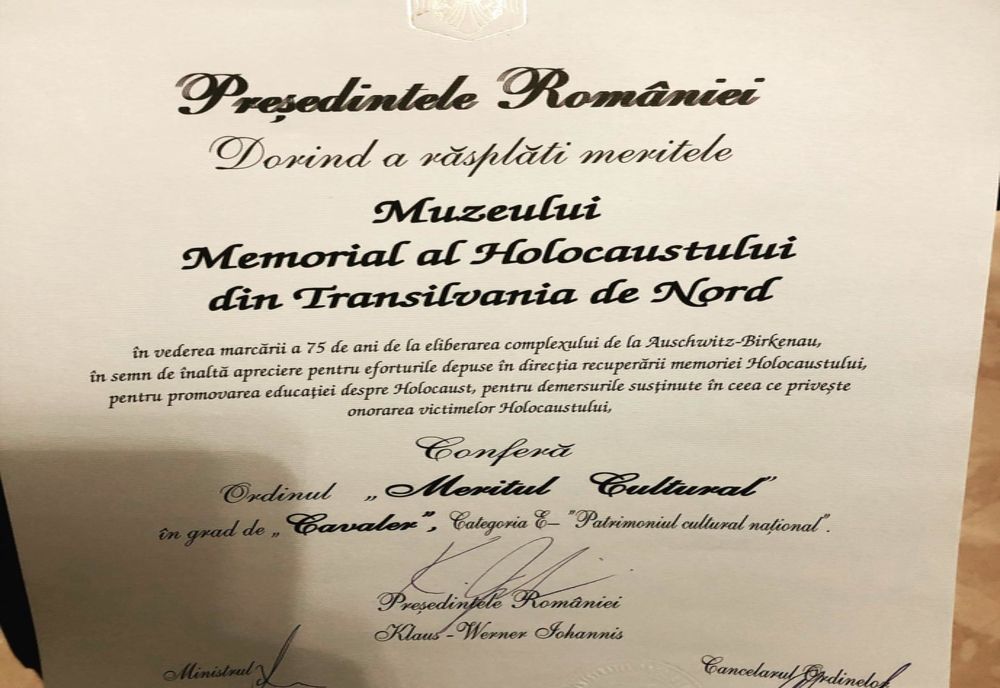 Președintele României
Dorind a răsplăti meritele
Muzeului
Memorial al Holocaustului
din Transilvania de Nord
în vederea marcării a 75 de ani de la eliberarea complexului de la Auschwitz-Birkenau,
în semn de înaltă apreciere pentru eforturile depuse în direcția recuperării memoriei Holocaustului,
pentru promovarea educației despre Holocaust, pentru demersurile susținute în ceea ce privește
onorarea victimelor Holocaustului,
Conferă
Ordinul „Meritul Cultural”
în grad de „Cavaler”, Categoria E– "Patrimoniul cultural național".
Președintele României
Klaus-Werner Iohannis
Ministrul
Cancelarul Ordinelor